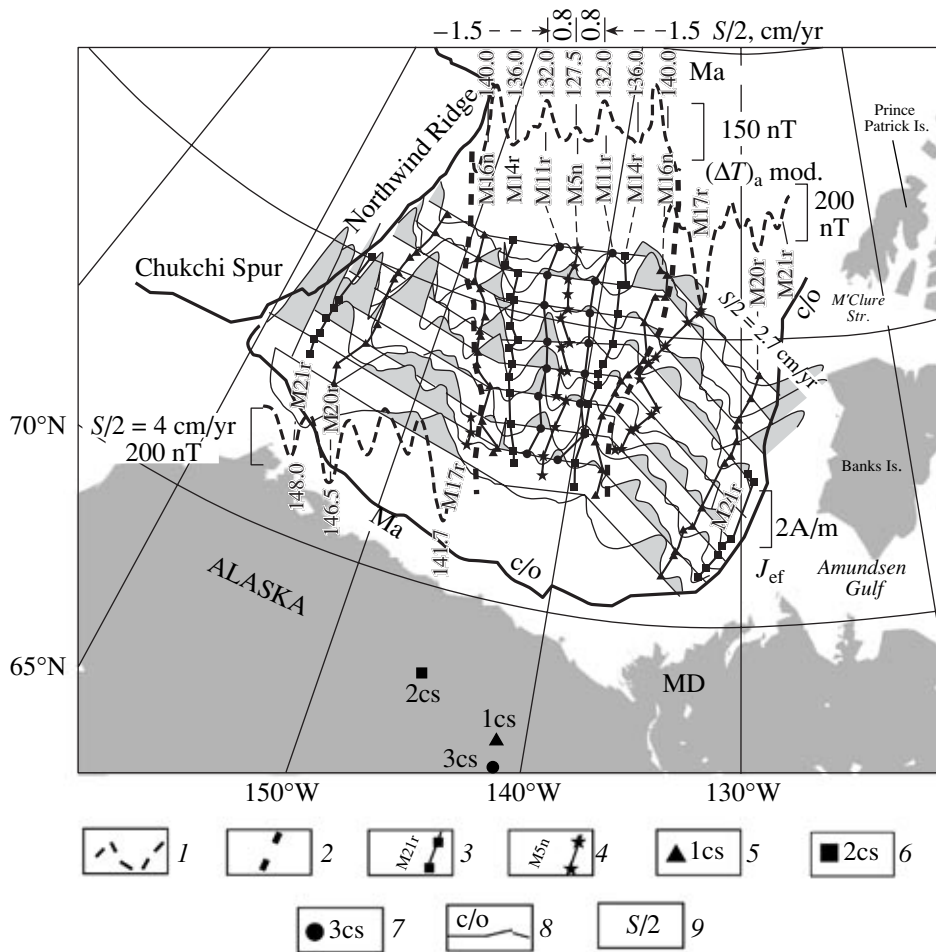 –1.5 0.8 0.8 1.5 S/2, cm/yr
140.0 136.0 132.0 127.5 132.0 136.0 140.0
Ma
150 nT
Prince
Patrick Is.
Northwind Ridge
M16n M14r M11r M5n M11r M14r M16n
(ΔT)a mod.
M17r
200
nT
Chukchi Spur
M20r
M21r
c/o
M'Clure
Str.
S/2 = 2.7 cm/yr
M21r
M20r
70°N
S/2 = 4 cm/yr
200 nT
148.0
146.5
M17r
141.7
Ma
c/o
Banks Is.
M21r
2A/m
Jef
Amundsen
Gulf
ALASKA
65°N
MD
2cs
1cs
3cs
150°W 140°W 130°W
1
2
M21r 3
M5n 4
1cs 5
2cs 6
3cs 7
c/o 8
S/2 9